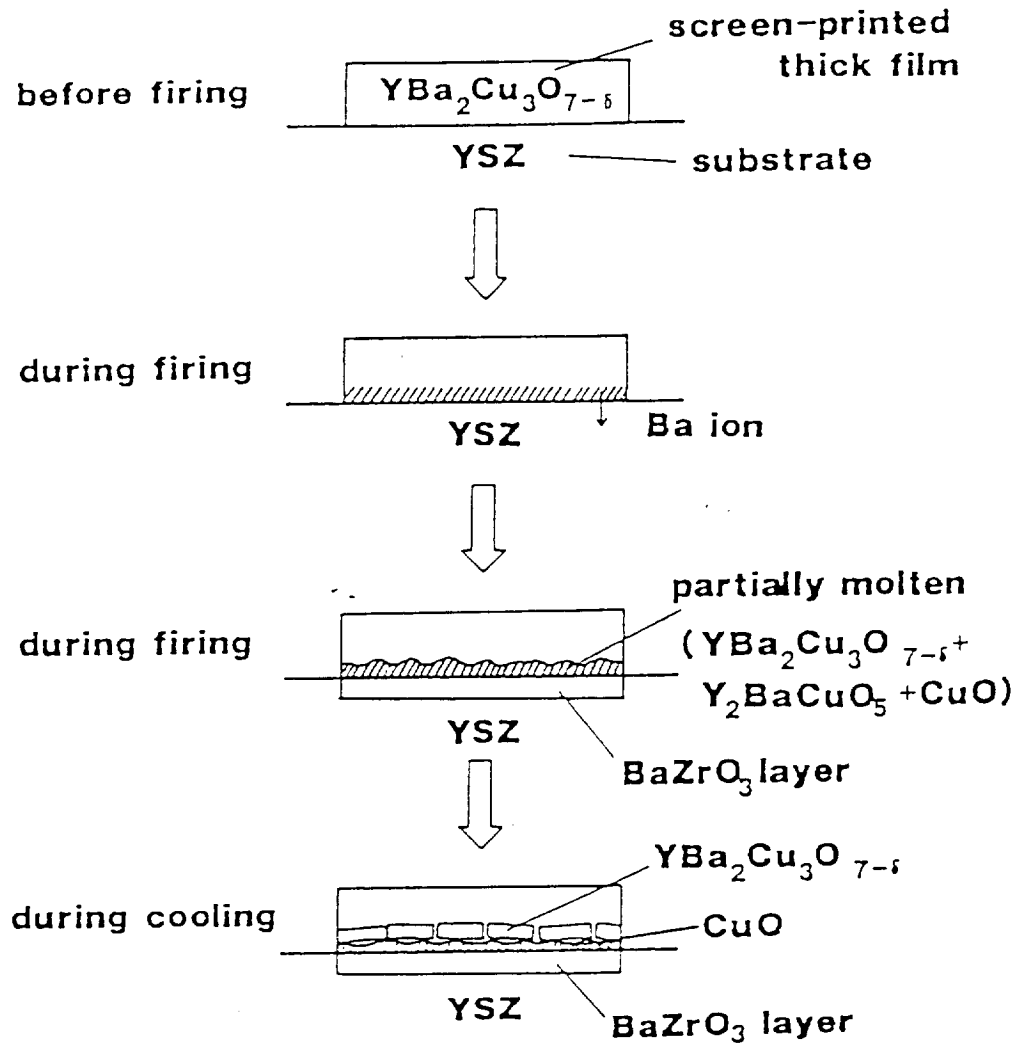 screen-printed
thick film
before firing
YBa₂Cu₃O₇₋δ
YSZ
substrate
during firing
YSZ
Ba ion
partially molten
during firing
(YBa₂Cu₃O₇₋δ+
Y₂BaCuO₅+CuO)
YSZ
BaZrO₃ layer
YBa₂Cu₃O₇₋δ
during cooling
CuO
YSZ
BaZrO₃ layer